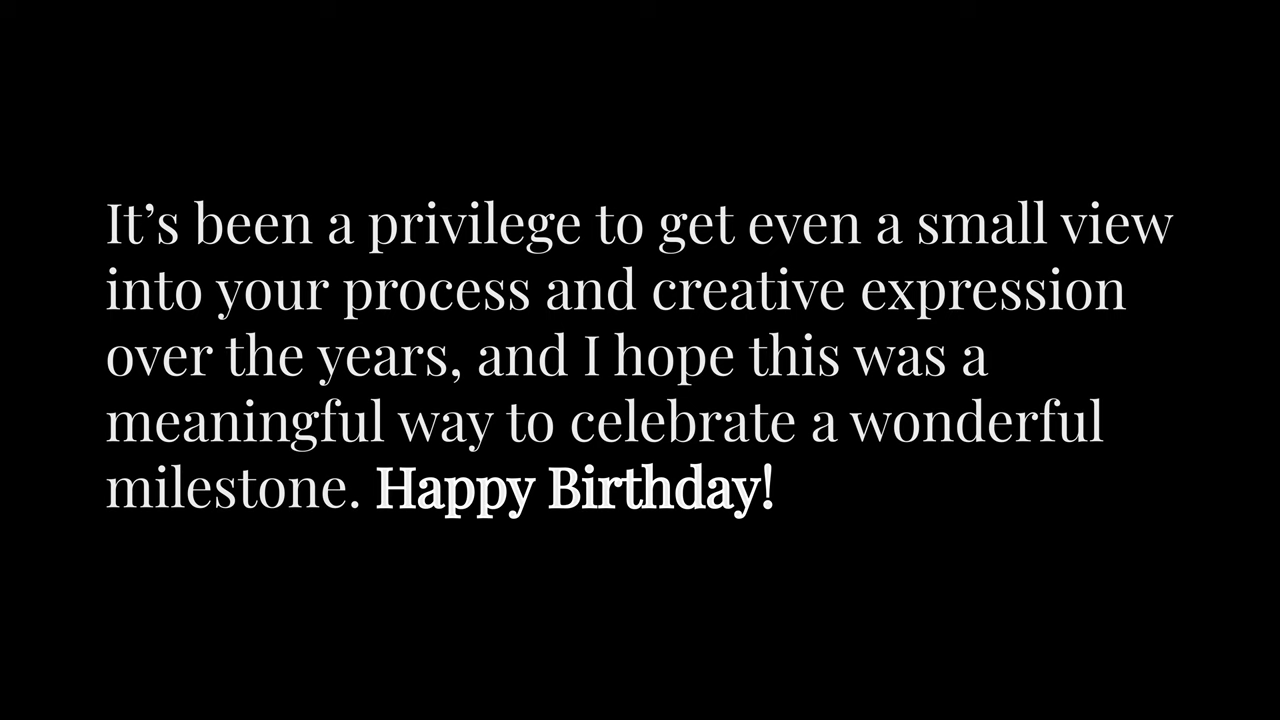 It’s been a privilege to get even a small view
into your process and creative expression
over the years, and I hope this was a
meaningful way to celebrate a wonderful
milestone. Happy Birthday!